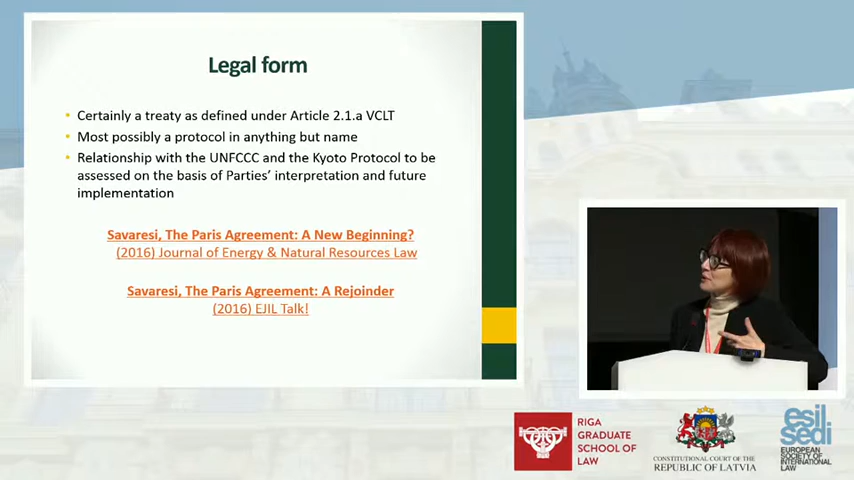 Legal form
• Certainly a treaty as defined under Article 2.1.a VCLT
• Most possibly a protocol in anything but name
• Relationship with the UNFCCC and the Kyoto Protocol to be
assessed on the basis of Parties' interpretation and future
implementation
Savaresi, The Paris Agreement: A New Beginning?
(2016) Journal of Energy & Natural Resources Law
Savaresi, The Paris Agreement: A Rejoinder
(2016) EJIL Talk!
RIGA
GRADUATE
SCHOOL OF
LAW
CONSTITUTIONAL COURT OF THE
REPUBLIC OF LATVIA
esil
sedi
EUROPEAN
SOCIETY OF
INTERNATIONAL
LAW